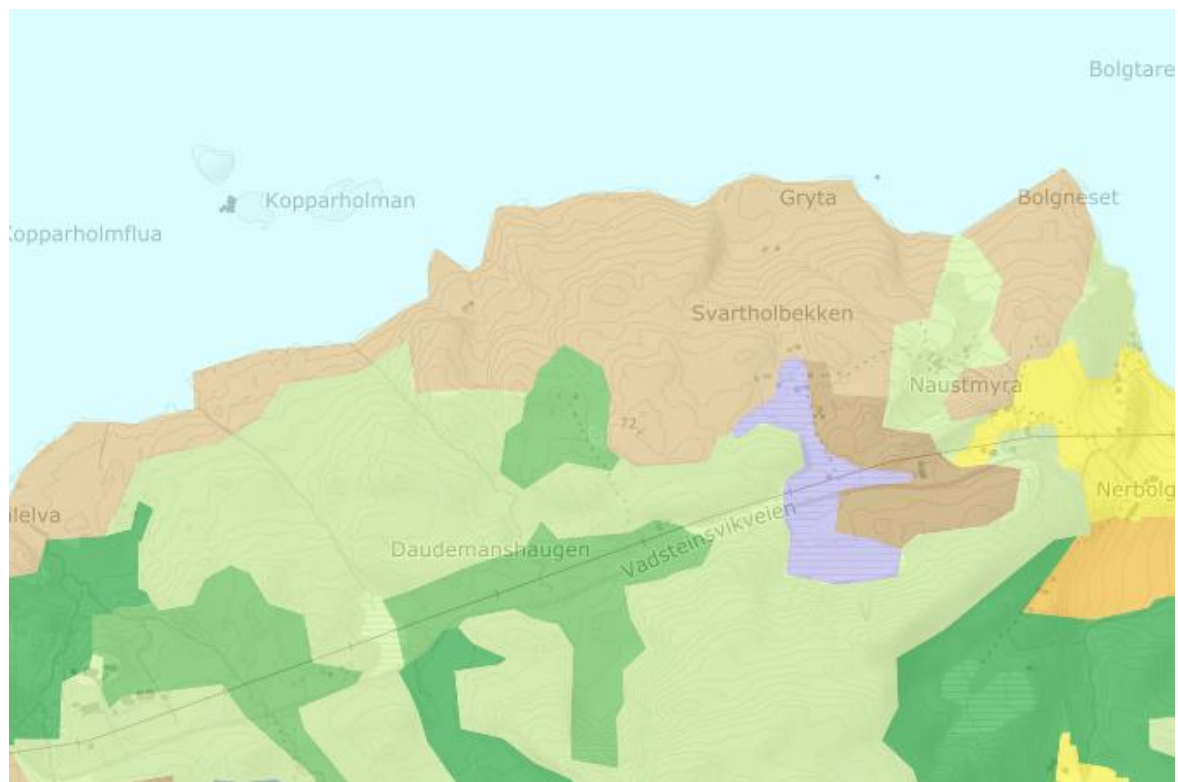 Bolgtare
Kopparholman
Gryta
Bolgneset
Kopparholmflua
Svartholbekken
Naustmyra
72
Nerbolg
lelva
Daudemanshaugen
Vadsteinsvikveien